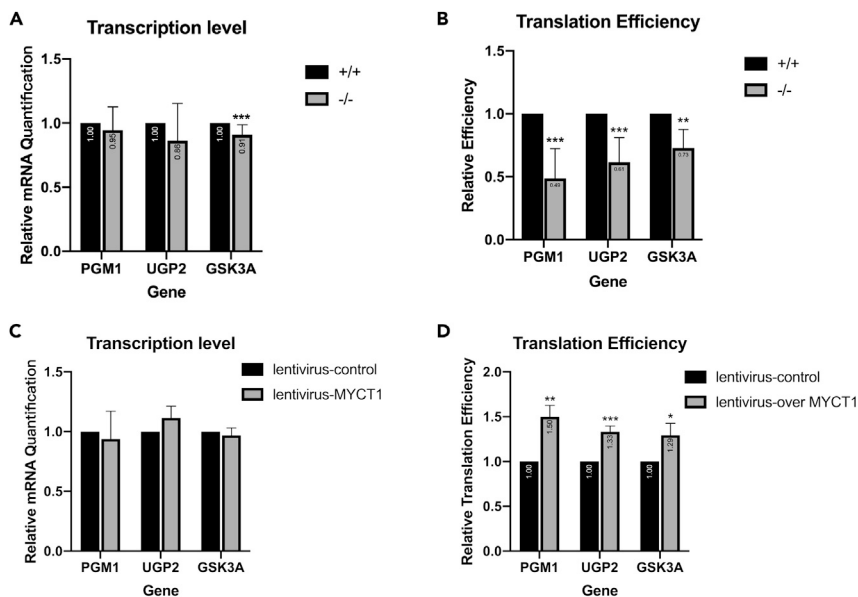 A
Transcription level
Relative mRNA Quantification
1.5
1.0
0.5
0.0
+/+
-/-
***
1.00
0.95
1.00
0.86
1.00
0.91
PGM1 UGP2 GSK3A
Gene
B
Translation Efficiency
Relative Efficiency
1.5
1.0
0.5
0.0
+/+
-/-
***
***
**
0.49
0.61
0.73
PGM1 UGP2 GSK3A
Gene
C
Transcription level
Relative mRNA Quantification
1.5
1.0
0.5
0.0
lentivirus-control
lentivirus-MYCT1
PGM1 UGP2 GSK3A
Gene
D
Translation Efficiency
Relative Translation Efficiency
2.0
1.5
1.0
0.5
0.0
lentivirus-control
lentivirus-over MYCT1
**
***
*
1.00
1.50
1.00
1.33
1.00
1.29
PGM1 UGP2 GSK3A
Gene